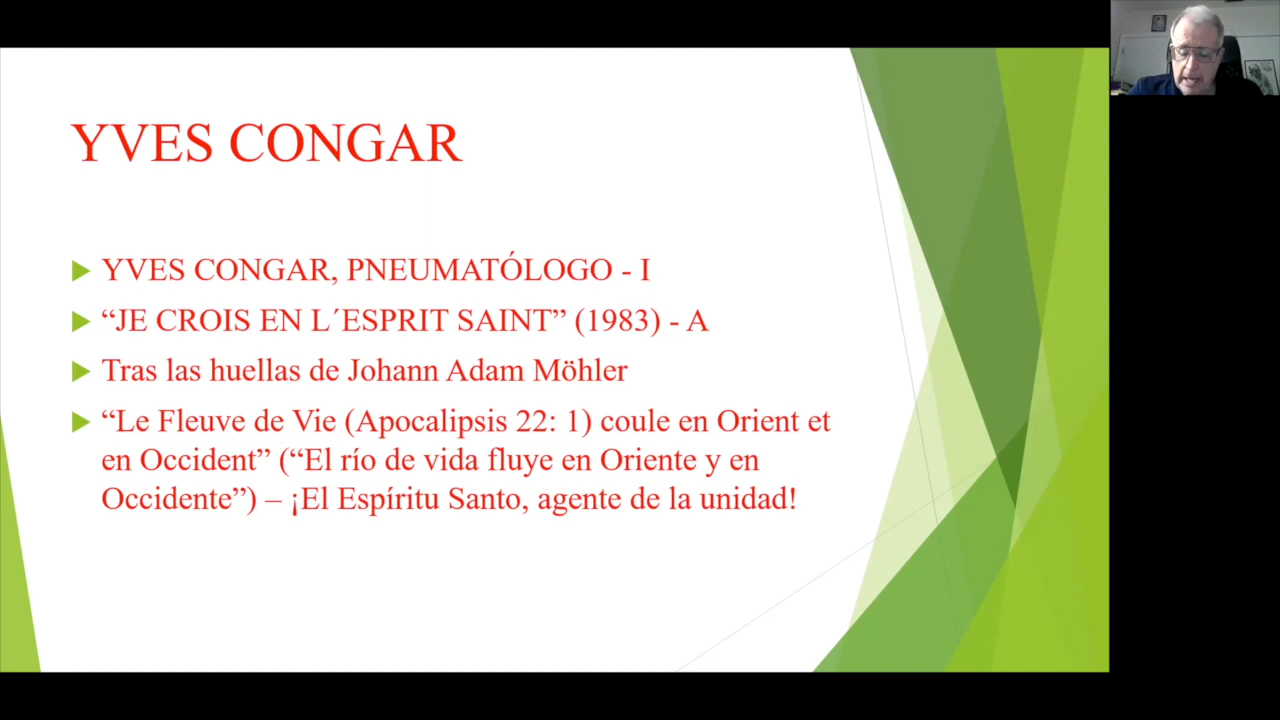 YVES CONGAR
YVES CONGAR, PNEUMATÓLOGO - I
“JE CROIS EN L´ESPRIT SAINT” (1983) - A
Tras las huellas de Johann Adam Möhler
“Le Fleuve de Vie (Apocalipsis 22: 1) coule en Orient et
en Occident” (“El río de vida fluye en Oriente y en
Occidente”) – ¡El Espíritu Santo, agente de la unidad!